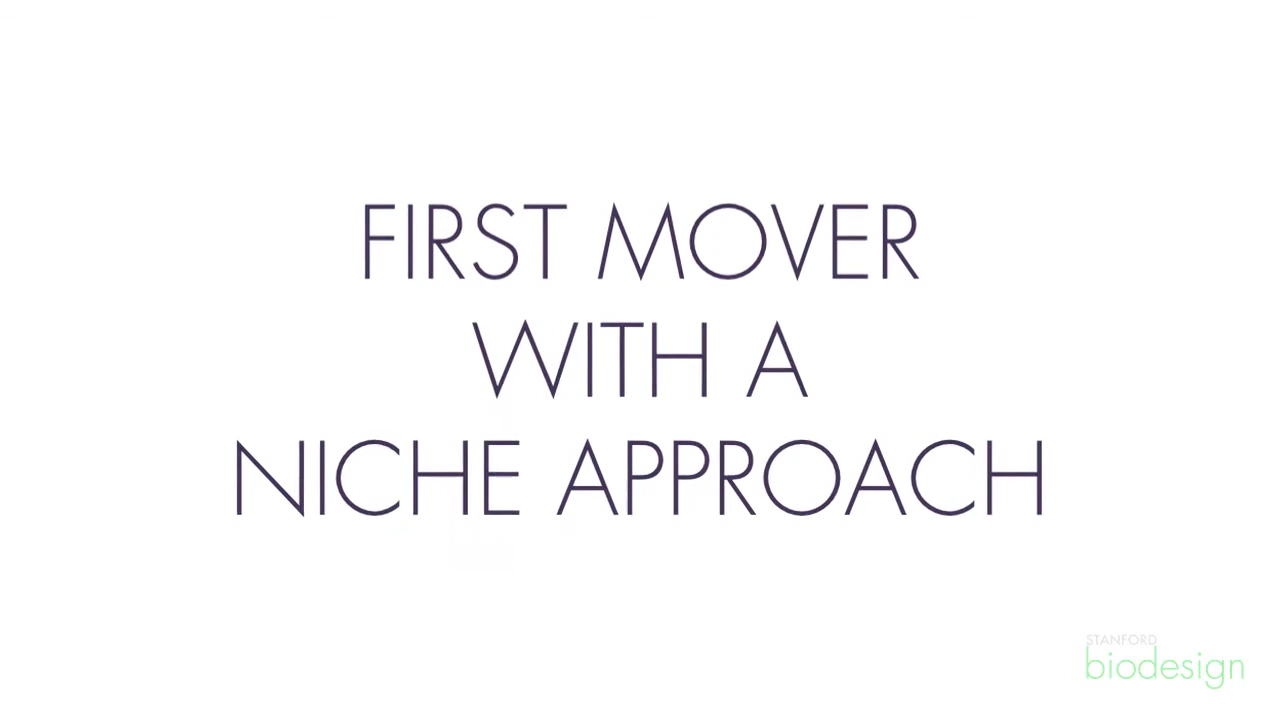 FIRST MOVER
WITH A
NICHE APPROACH
STANFORD
biodesign